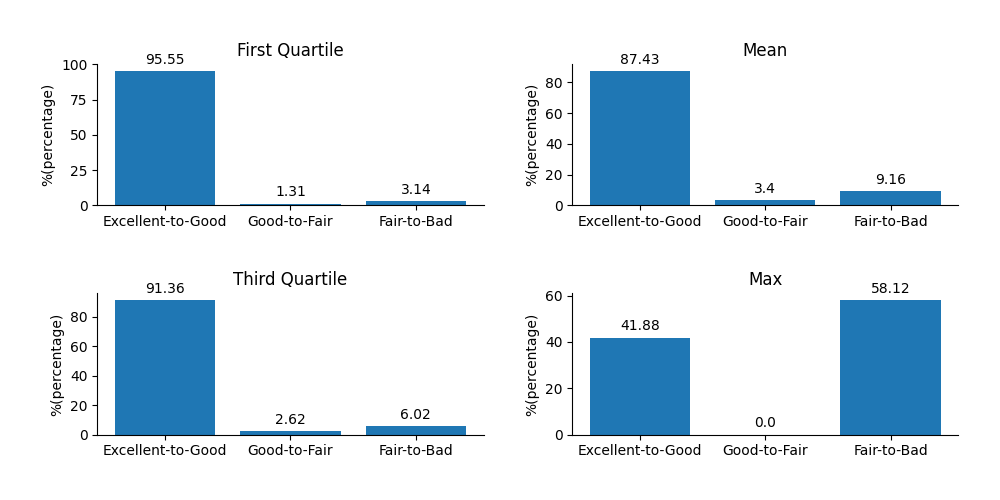 First Quartile
95.55
1.31
3.14
%(percentage)
100
75
50
25
0
Excellent-to-Good Good-to-Fair Fair-to-Bad
Mean
87.43
3.4
9.16
%(percentage)
80
60
40
20
0
Excellent-to-Good Good-to-Fair Fair-to-Bad
Third Quartile
91.36
2.62
6.02
%(percentage)
80
60
40
20
0
Excellent-to-Good Good-to-Fair Fair-to-Bad
Max
41.88
0.0
58.12
%(percentage)
60
40
20
0
Excellent-to-Good Good-to-Fair Fair-to-Bad